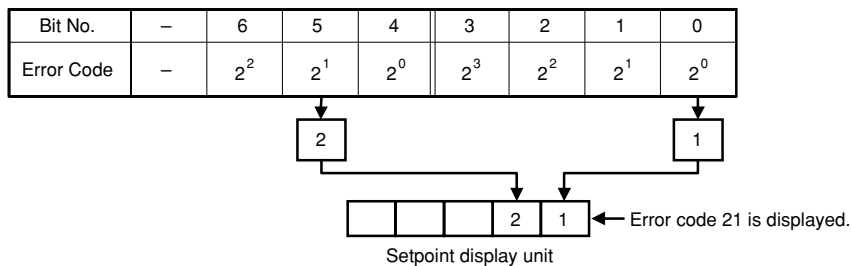 Bit No. – 6 5 4 3 2 1 0
Error Code – 2² 2¹ 2⁰ 2³ 2² 2¹ 2⁰
2 1
2 1 Error code 21 is displayed.
Setpoint display unit